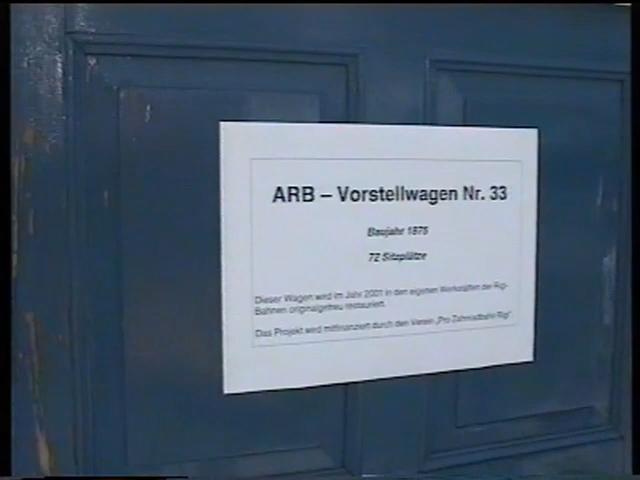 ARB – Vorstellwagen Nr. 33
Baujahr 1875
72 Sitzplätze
Dieser Wagen wird im Jahr 2001 in den eigenen Werkstätten der Rigi-
Bahnen originalgetreu restauriert.
Das Projekt wird mitfinanziert durch den Verein „Pro Zahnradbahn Rigi"